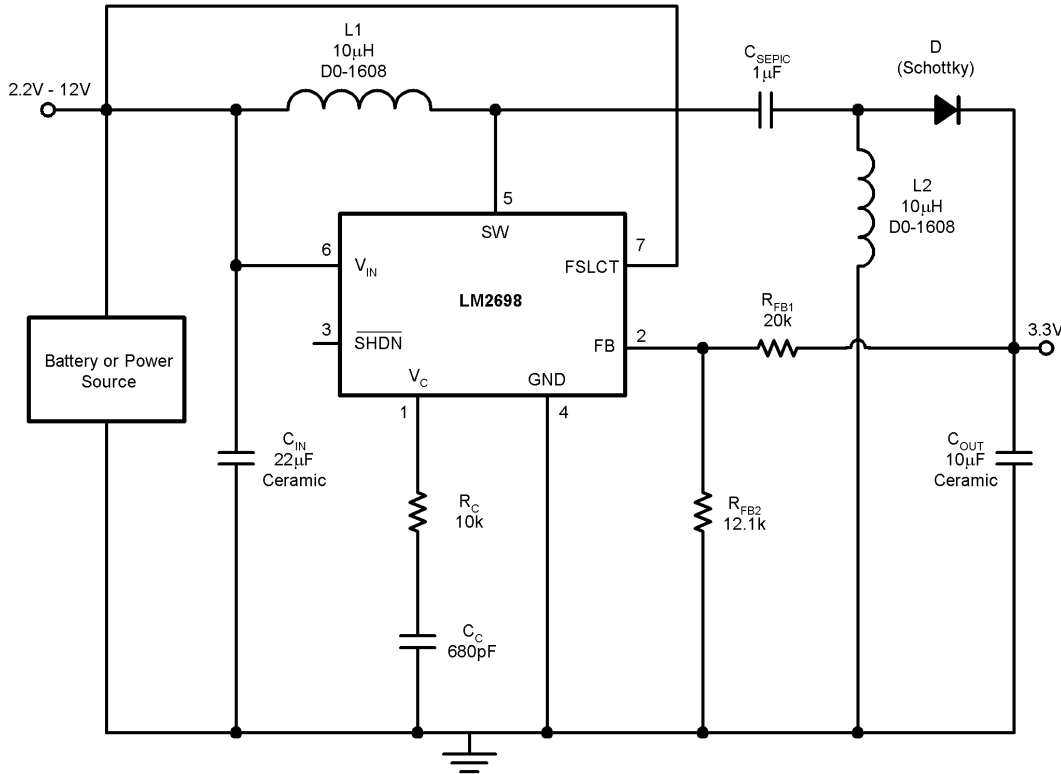 2.2V - 12V
L1
10μH
D0-1608
C_SEPIC
1μF
D
(Schottky)
L2
10μH
D0-1608
5
SW
6
V_IN
7
FSLCT
LM2698
3
SHDN
FB
2
R_FB1
20k
3.3V
V_C
GND
1
4
Battery or Power
Source
C_IN
22μF
Ceramic
R_C
10k
R_FB2
12.1k
C_OUT
10μF
Ceramic
C_C
680pF